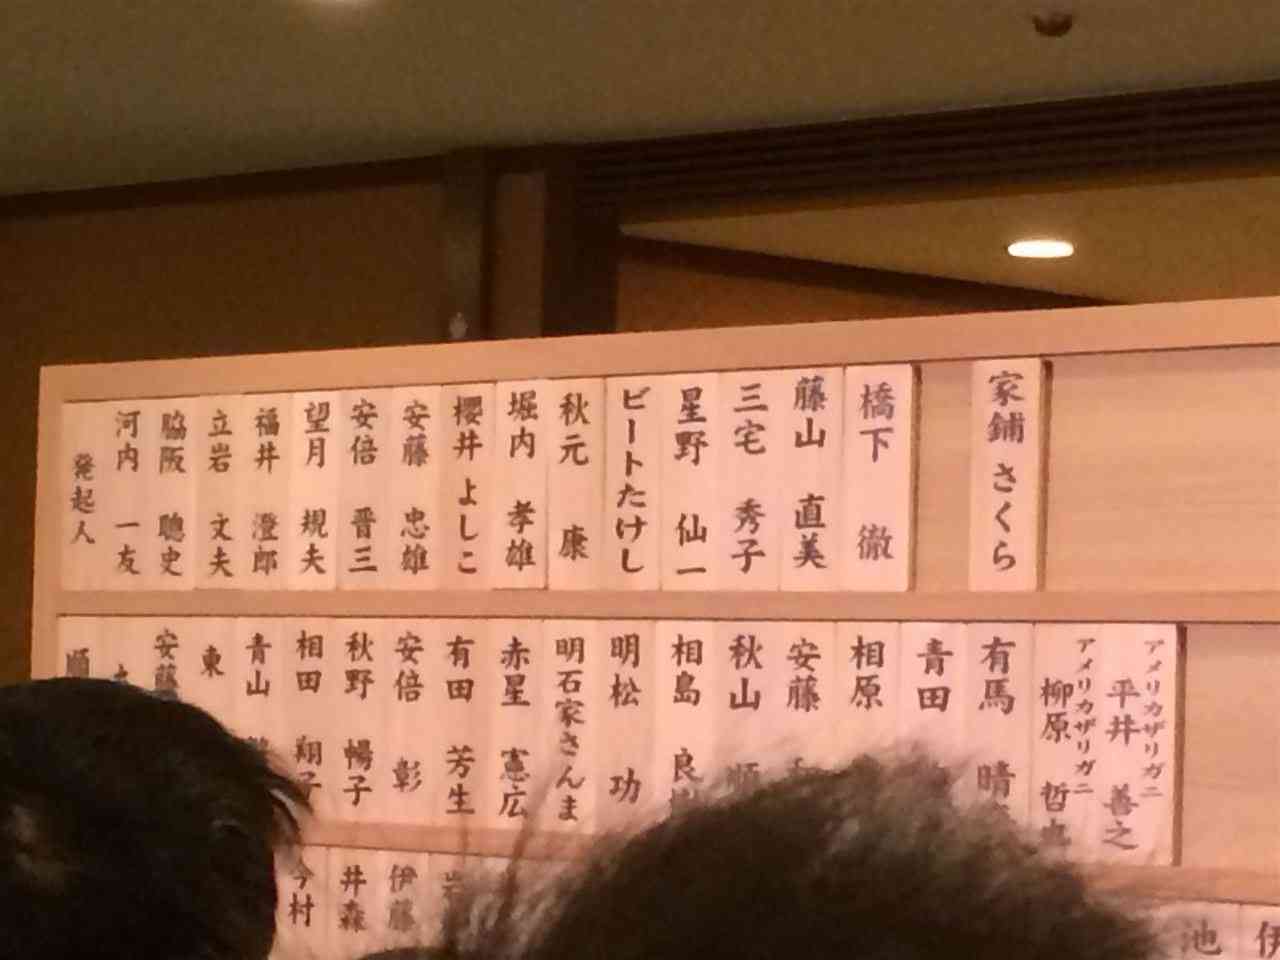 発起人
河内 一友
脇阪 聰史
立岩 文夫
福井 澄郎
望月 規夫
安倍 晋三
安藤 忠雄
櫻井 よしこ
堀内 孝雄
秋元 康
ビートたけし
星野 仙一
三宅 秀子
藤山 直美
橋下 徹
家鋪 さくら
順
安藤
東
青山
相田 翔子
秋野 暢子
安倍 彰
有田 芳生
赤星 憲広
明石家さんま
明松 功
相島 良
秋山 順
安藤
相原
青田
有馬 晴
アメリカザリガニ
柳原 哲也
アメリカザリガニ
平井 善之
今村
井森
伊藤
岩
池
伊